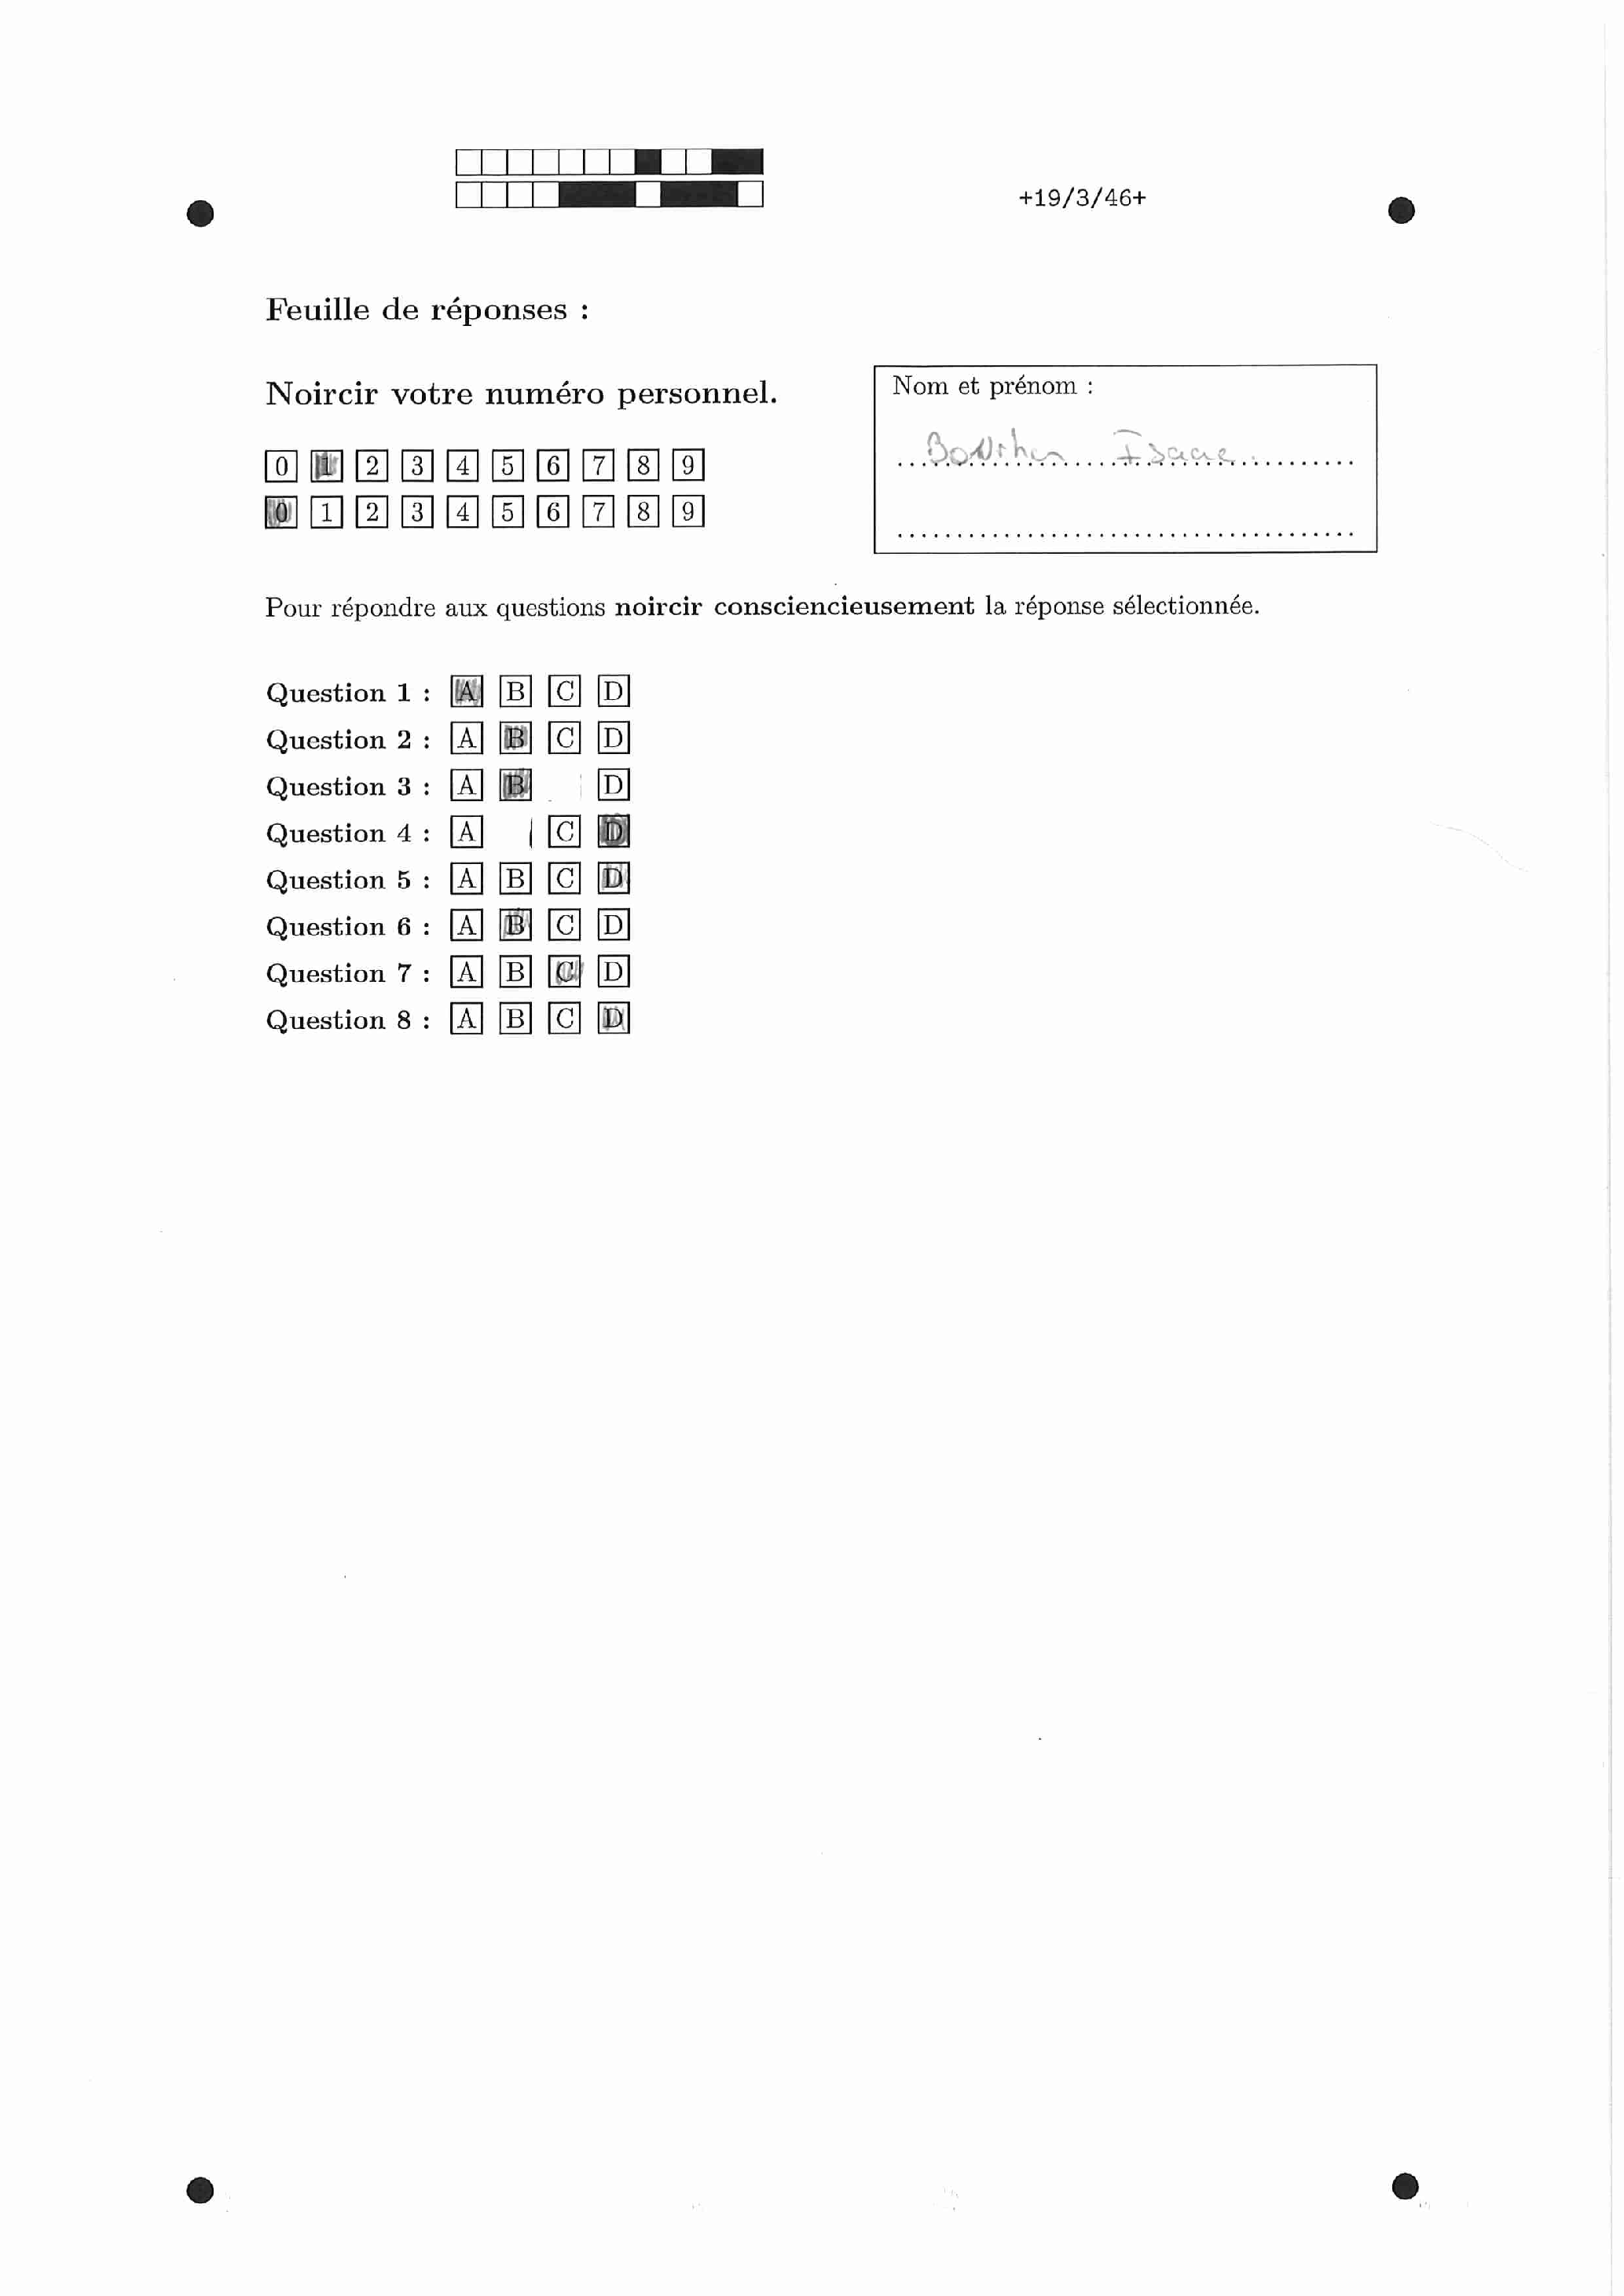 +19/3/46+
Feuille de réponses :
Noircir votre numéro personnel.
Nom et prénom :
Isaac
0 1 2 3 4 5 6 7 8 9
0 1 2 3 4 5 6 7 8 9
Pour répondre aux questions noircir consciencieusement la réponse sélectionnée.
Question 1 : A B C D
Question 2 : A B C D
Question 3 : A B D
Question 4 : A C D
Question 5 : A B C D
Question 6 : A B C D
Question 7 : A B C D
Question 8 : A B C D